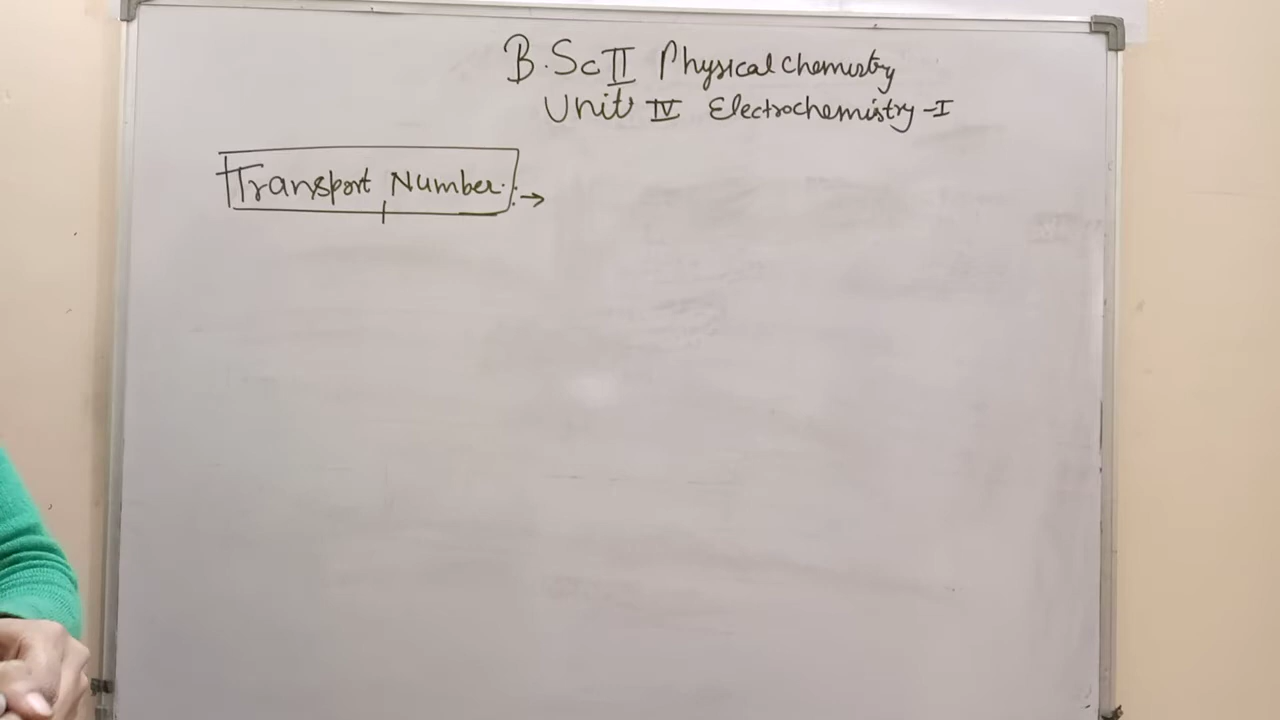 B.Sc II Physical Chemistry
Unit IV Electrochemistry-I
Transport Number.:→